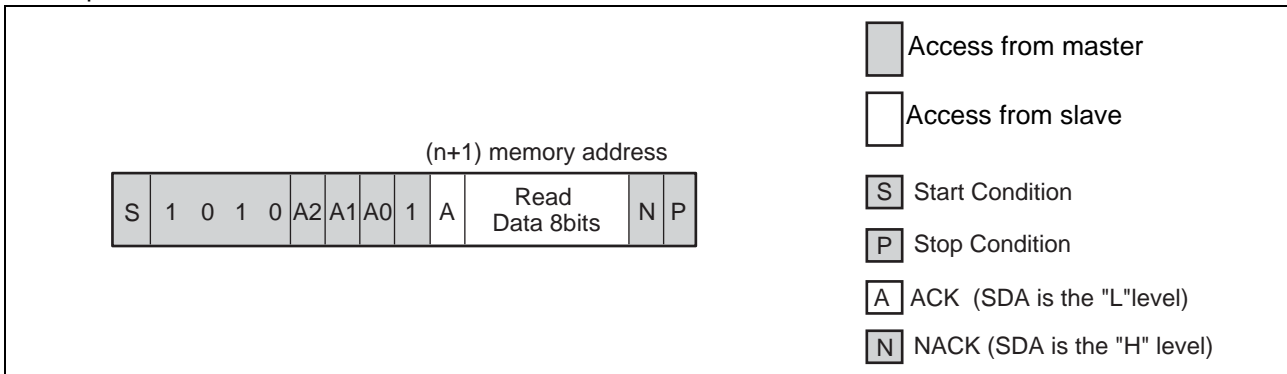 (n+1) memory address
S 1 0 1 0 A2 A1 A0 1 A Read Data 8bits N P
Access from master
Access from slave
S Start Condition
P Stop Condition
A ACK (SDA is the "L"level)
N NACK (SDA is the "H" level)